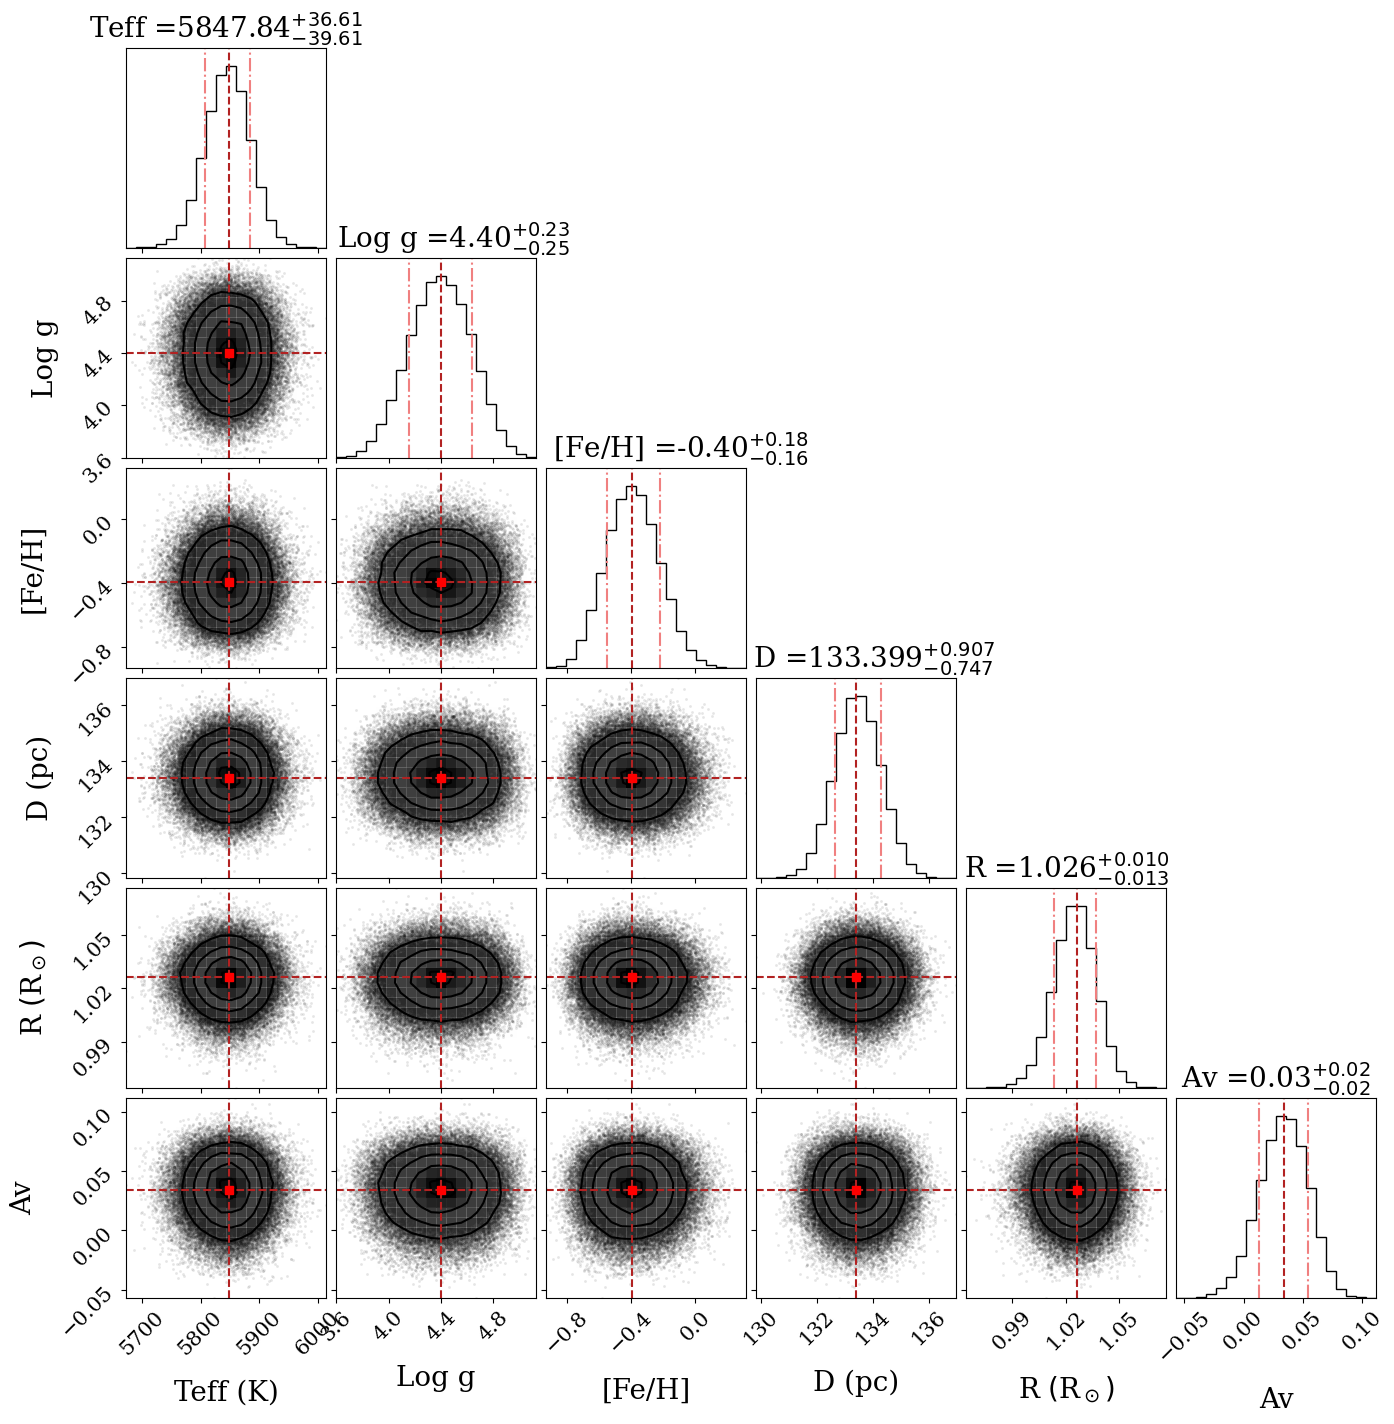 Teff =5847.84+36.61−39.61
Log g =4.40+0.23−0.25
Log g
4.8
4.4
4.0
3.6
[Fe/H] =-0.40+0.18−0.16
[Fe/H]
0.0
−0.4
−0.8
D =133.399+0.907−0.747
D (pc)
136
134
132
130
R =1.026+0.010−0.013
R (R⊙)
1.05
1.02
0.99
Av =0.03+0.02−0.02
Av
0.10
0.05
0.00
−0.05
5700 5800 5900 6000 3.6 4.0 4.4 4.8 −0.8 −0.4 0.0 130 132 134 136 0.99 1.02 1.05 −0.05 0.00 0.05 0.10
Teff (K) Log g [Fe/H] D (pc) R (R⊙) Av